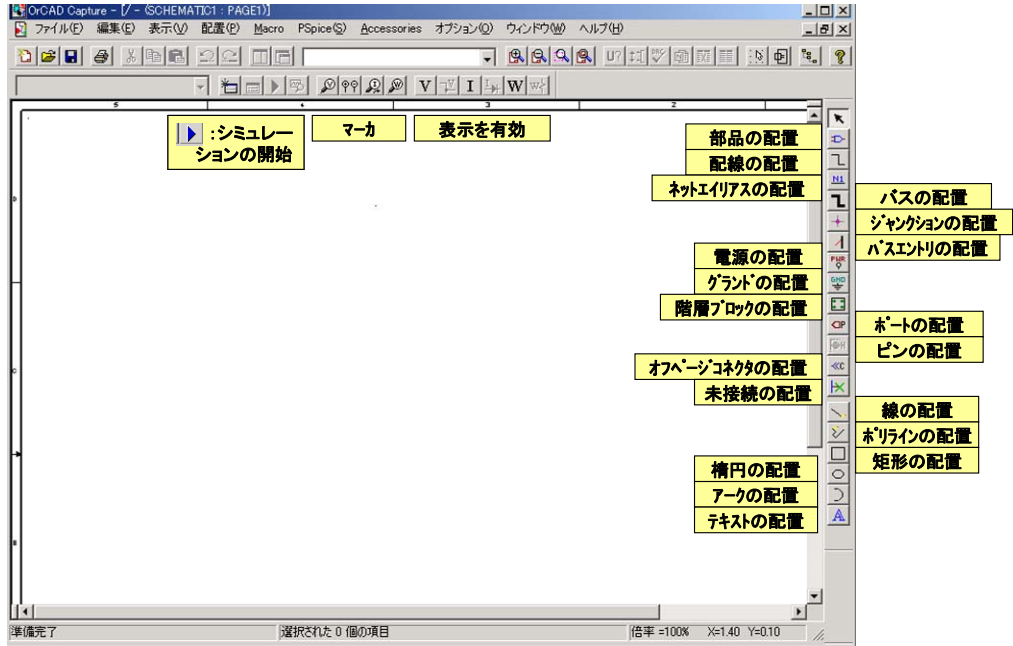 OrCAD Capture - [/ - (SCHEMATIC1 : PAGE1)]
ファイル(F) 編集(E) 表示(V) 配置(P) Macro PSpice(S) Accessories オプション(O) ウィンドウ(W) ヘルプ(H)
U?
V I W
5 4 3 2
:シミュレー
ションの開始
マーカ
表示を有効
部品の配置
配線の配置
ネットエイリアスの配置
N1
バスの配置
ジャンクションの配置
バスエントリの配置
電源の配置
PWR
グランドの配置
GND
階層ブロックの配置
ポートの配置
ピンの配置
オフページコネクタの配置
未接続の配置
線の配置
ポリラインの配置
矩形の配置
楕円の配置
アークの配置
テキストの配置
A
D
C
B
準備完了 選択された 0 個の項目 倍率 =100% X=1.40 Y=0.10